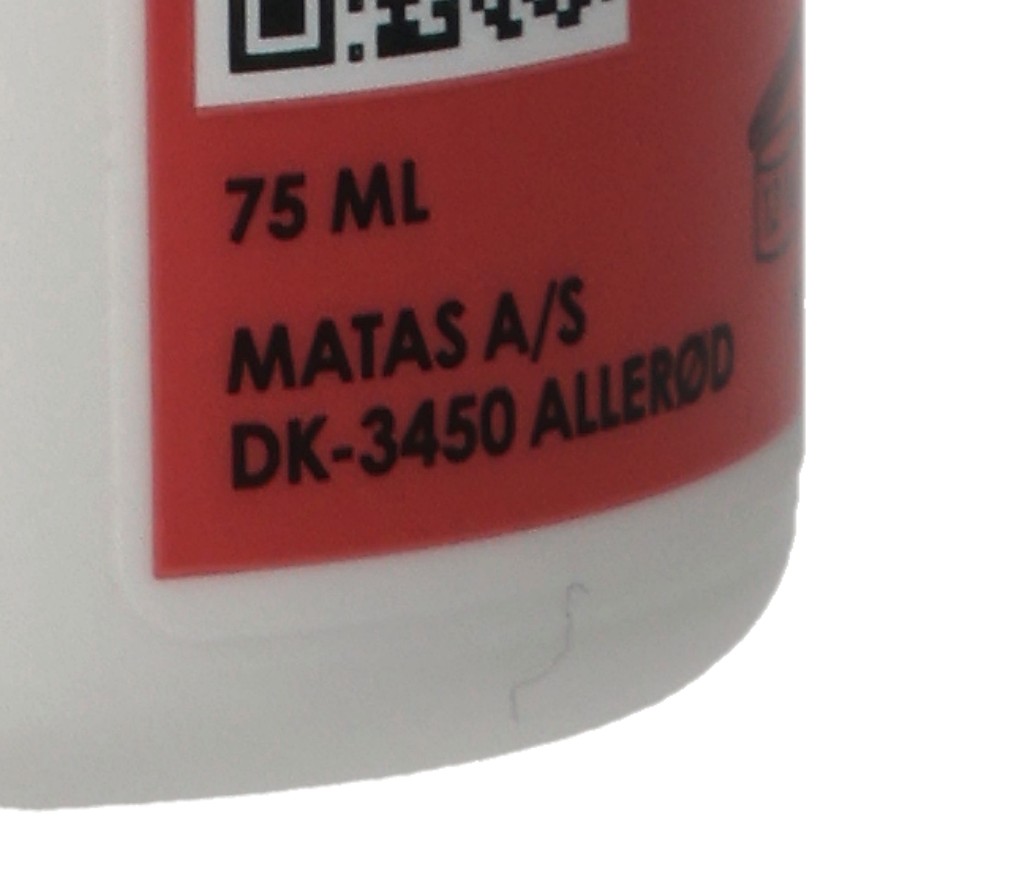 75 ML
MATAS A/S
DK-3450 ALLERØD